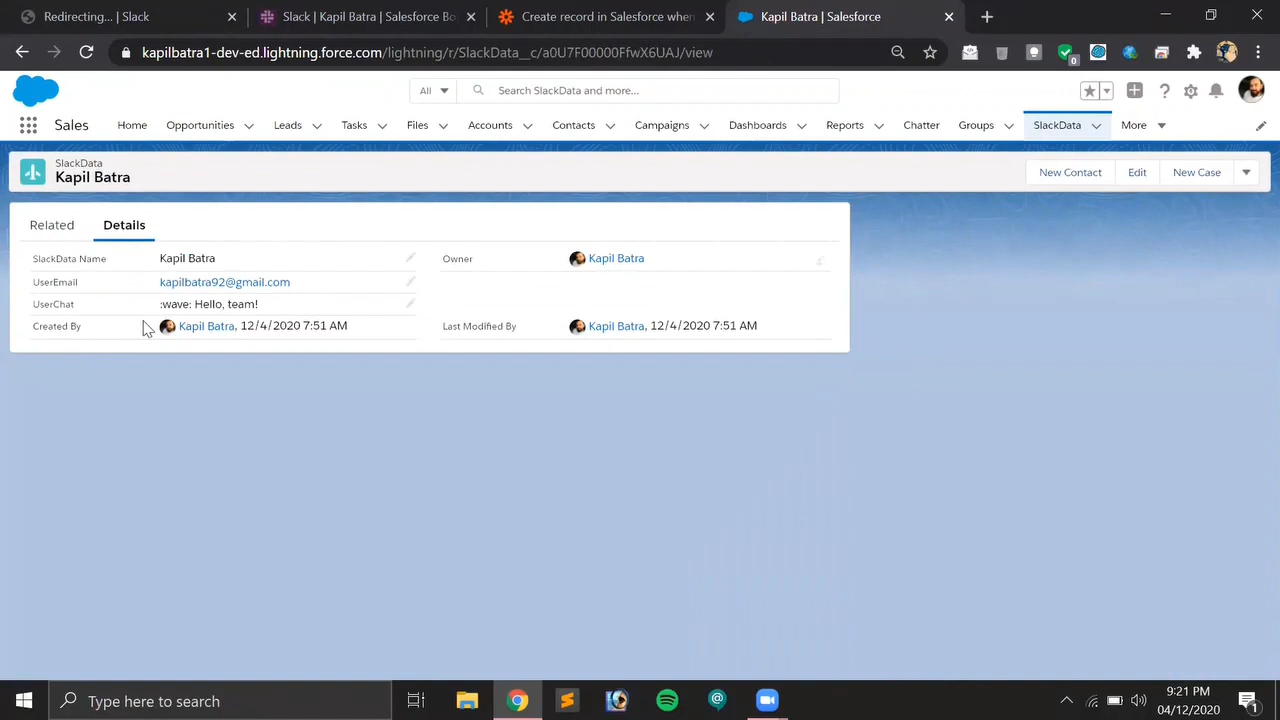 Redirecting... | Slack
Slack | Kapil Batra | Salesforce Bo
Create record in Salesforce when
Kapil Batra | Salesforce
kapilbatra1-dev-ed.lightning.force.com/lightning/r/SlackData__c/a0U7F00000FfwX6UAJ/view
0
All
Search SlackData and more...
Sales
Home
Opportunities
Leads
Tasks
Files
Accounts
Contacts
Campaigns
Dashboards
Reports
Chatter
Groups
SlackData
More
SlackData
Kapil Batra
New Contact
Edit
New Case
Related
Details
SlackData Name
Kapil Batra
Owner
Kapil Batra
UserEmail
kapilbatra92@gmail.com
UserChat
:wave: Hello, team!
Created By
Kapil Batra, 12/4/2020 7:51 AM
Last Modified By
Kapil Batra, 12/4/2020 7:51 AM
Type here to search
9:21 PM
04/12/2020
1